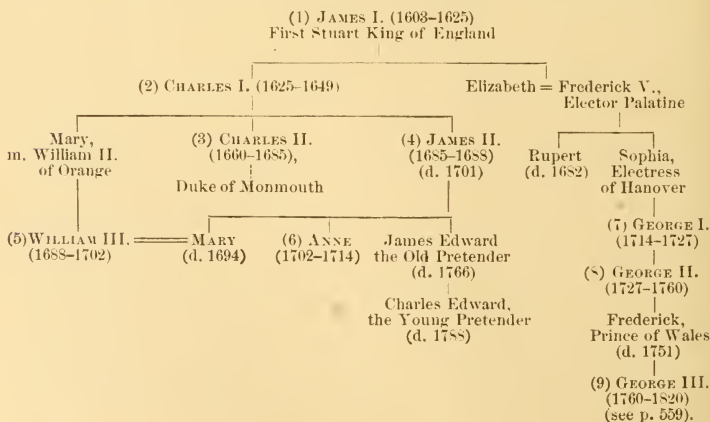 (1) JAMES I. (1603–1625)
First Stuart King of England
(2) CHARLES I. (1625–1649)
Elizabeth = Frederick V.,
Elector Palatine
Mary,
m. William II.
of Orange
(3) CHARLES II.
(1660–1685),
Duke of Monmouth
(4) JAMES II.
(1685–1688)
(d. 1701)
Rupert
(d. 1682)
Sophia,
Electress
of Hanover
(5) WILLIAM III. = MARY
(1688–1702)
(d. 1694)
(6) ANNE
(1702–1714)
James Edward
the Old Pretender
(d. 1766)
Charles Edward,
the Young Pretender
(d. 1788)
(7) GEORGE I.
(1714–1727)
(8) GEORGE II.
(1727–1760)
Frederick,
Prince of Wales
(d. 1751)
(9) GEORGE III.
(1760–1820)
(see p. 559).